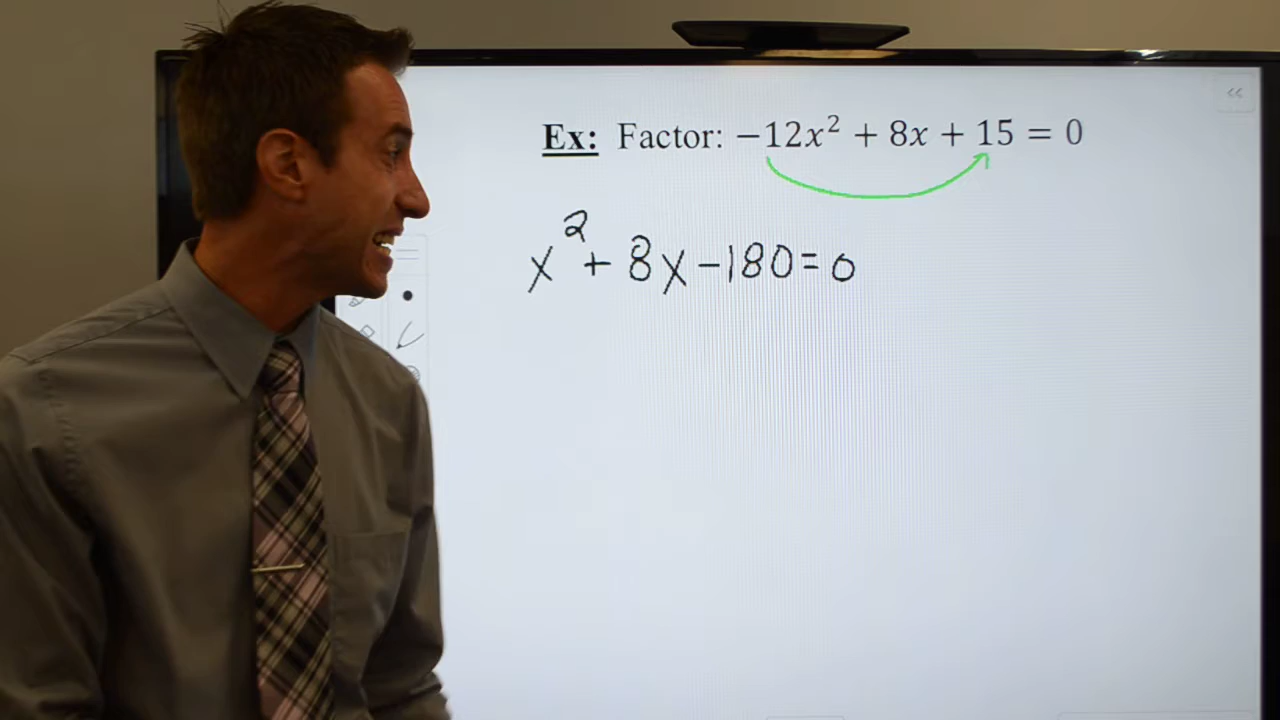 Ex: Factor: −12x² + 8x + 15 = 0
x² + 8x − 180 = 0